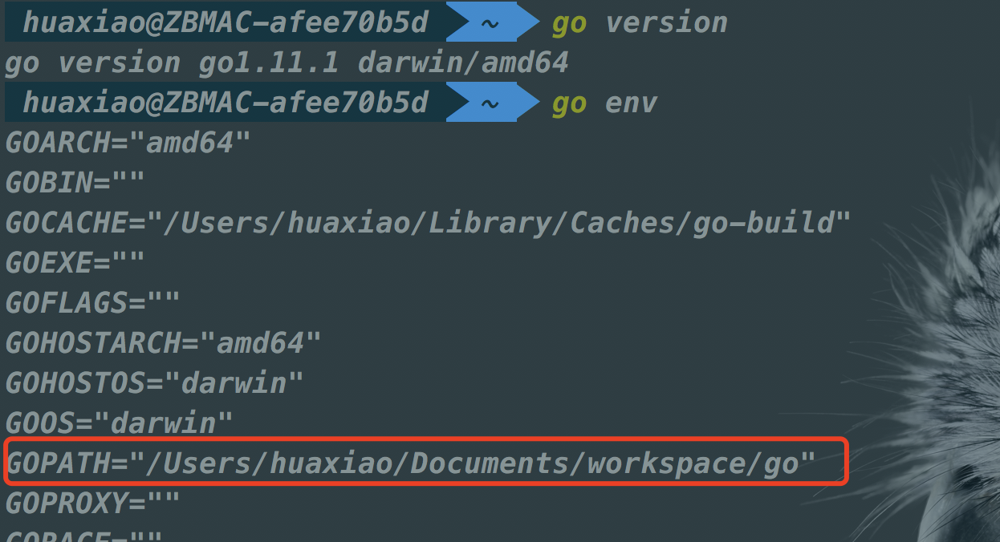 huaxiao@ZBMAC-afee70b5d ~ go version
go version go1.11.1 darwin/amd64
huaxiao@ZBMAC-afee70b5d ~ go env
GOARCH="amd64"
GOBIN=""
GOCACHE="/Users/huaxiao/Library/Caches/go-build"
GOEXE=""
GOFLAGS=""
GOHOSTARCH="amd64"
GOHOSTOS="darwin"
GOOS="darwin"
GOPATH="/Users/huaxiao/Documents/workspace/go"
GOPROXY=""
GORACE=""